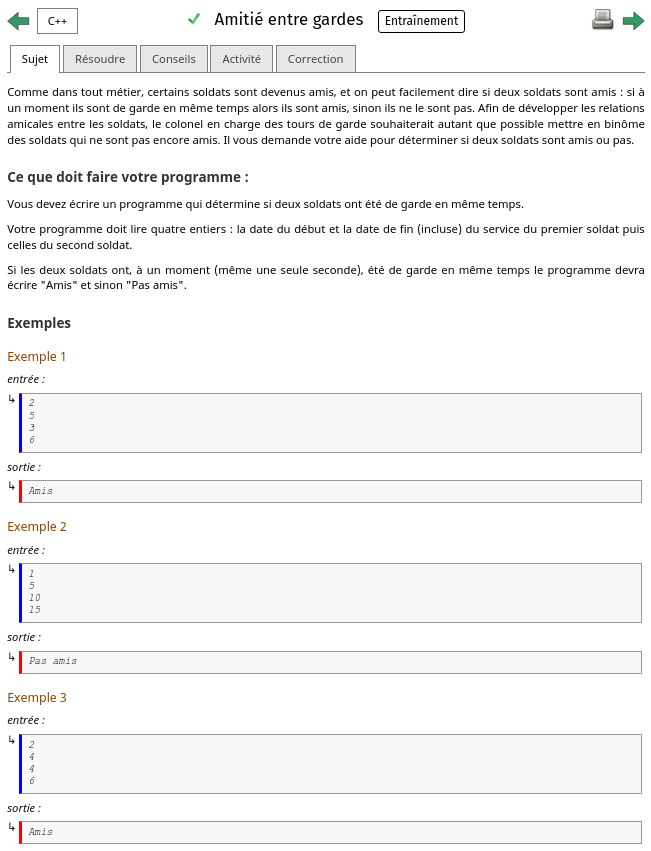 C++
Amitié entre gardes
Entraînement
Sujet
Résoudre
Conseils
Activité
Correction
Comme dans tout métier, certains soldats sont devenus amis, et on peut facilement dire si deux soldats sont amis : si à
un moment ils sont de garde en même temps alors ils sont amis, sinon ils ne le sont pas. Afin de développer les relations
amicales entre les soldats, le colonel en charge des tours de garde souhaiterait autant que possible mettre en binôme
des soldats qui ne sont pas encore amis. Il vous demande votre aide pour déterminer si deux soldats sont amis ou pas.
Ce que doit faire votre programme :
Vous devez écrire un programme qui détermine si deux soldats ont été de garde en même temps.
Votre programme doit lire quatre entiers : la date du début et la date de fin (incluse) du service du premier soldat puis
celles du second soldat.
Si les deux soldats ont, à un moment (même une seule seconde), été de garde en même temps le programme devra
écrire "Amis" et sinon "Pas amis".
Exemples
Exemple 1
entrée :
2
5
3
6
sortie :
Amis
Exemple 2
entrée :
1
5
10
15
sortie :
Pas amis
Exemple 3
entrée :
2
4
4
6
sortie :
Amis